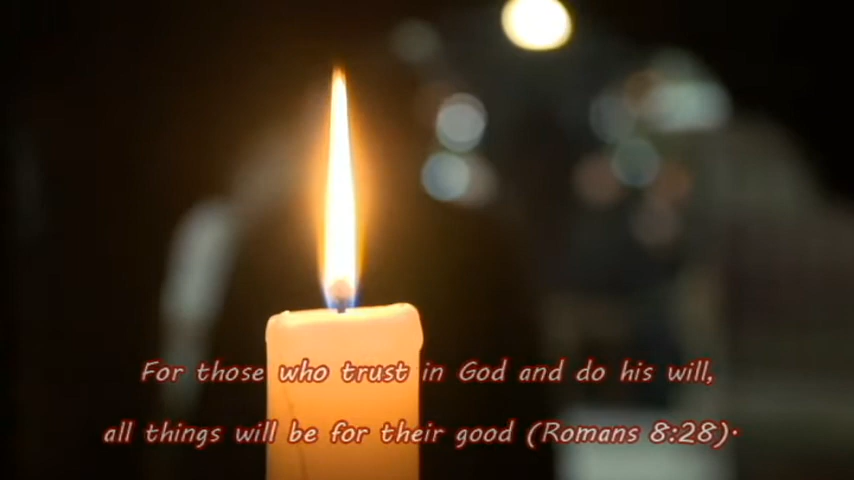 For those who trust in God and do his will,
all things will be for their good (Romans 8:28).